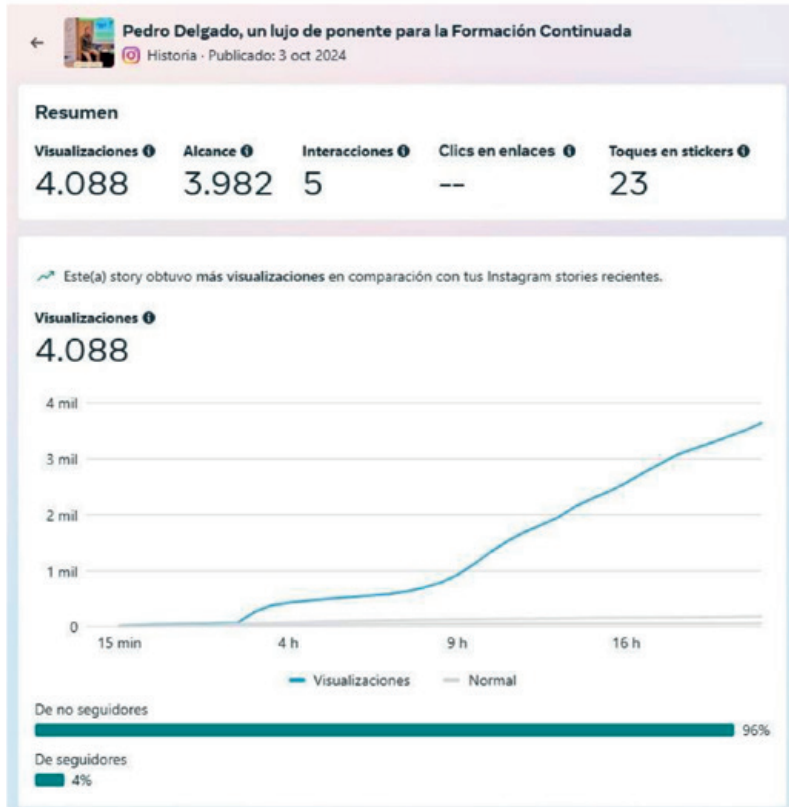 Pedro Delgado, un lujo de ponente para la Formación Continuada
Historia · Publicado: 3 oct 2024
Resumen
Visualizaciones Alcance Interacciones Clics en enlaces Toques en stickers
4.088 3.982 5 -- 23
Este(a) story obtuvo más visualizaciones en comparación con tus Instagram stories recientes.
Visualizaciones
4.088
4 mil
3 mil
2 mil
1 mil
0
15 min 4 h 9 h 16 h
Visualizaciones Normal
De no seguidores
96%
De seguidores
4%